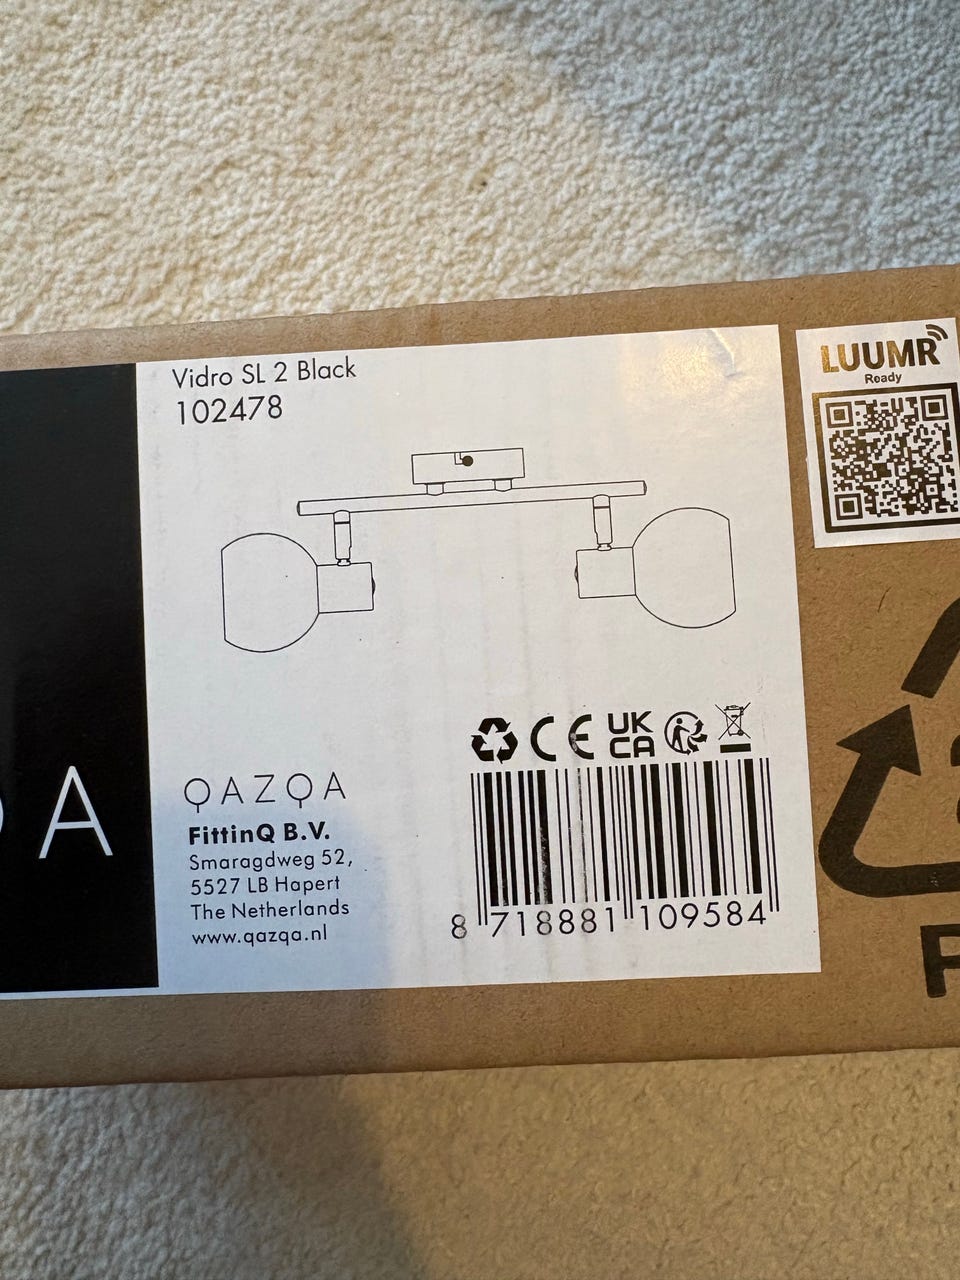 Vidro SL 2 Black
102478
LUUMR
Ready
A
QAZQA
FittinQ B.V.
Smaragdweg 52,
5527 LB Hapert
The Netherlands
www.qazqa.nl
CE
UK
CA
8 718881 109584